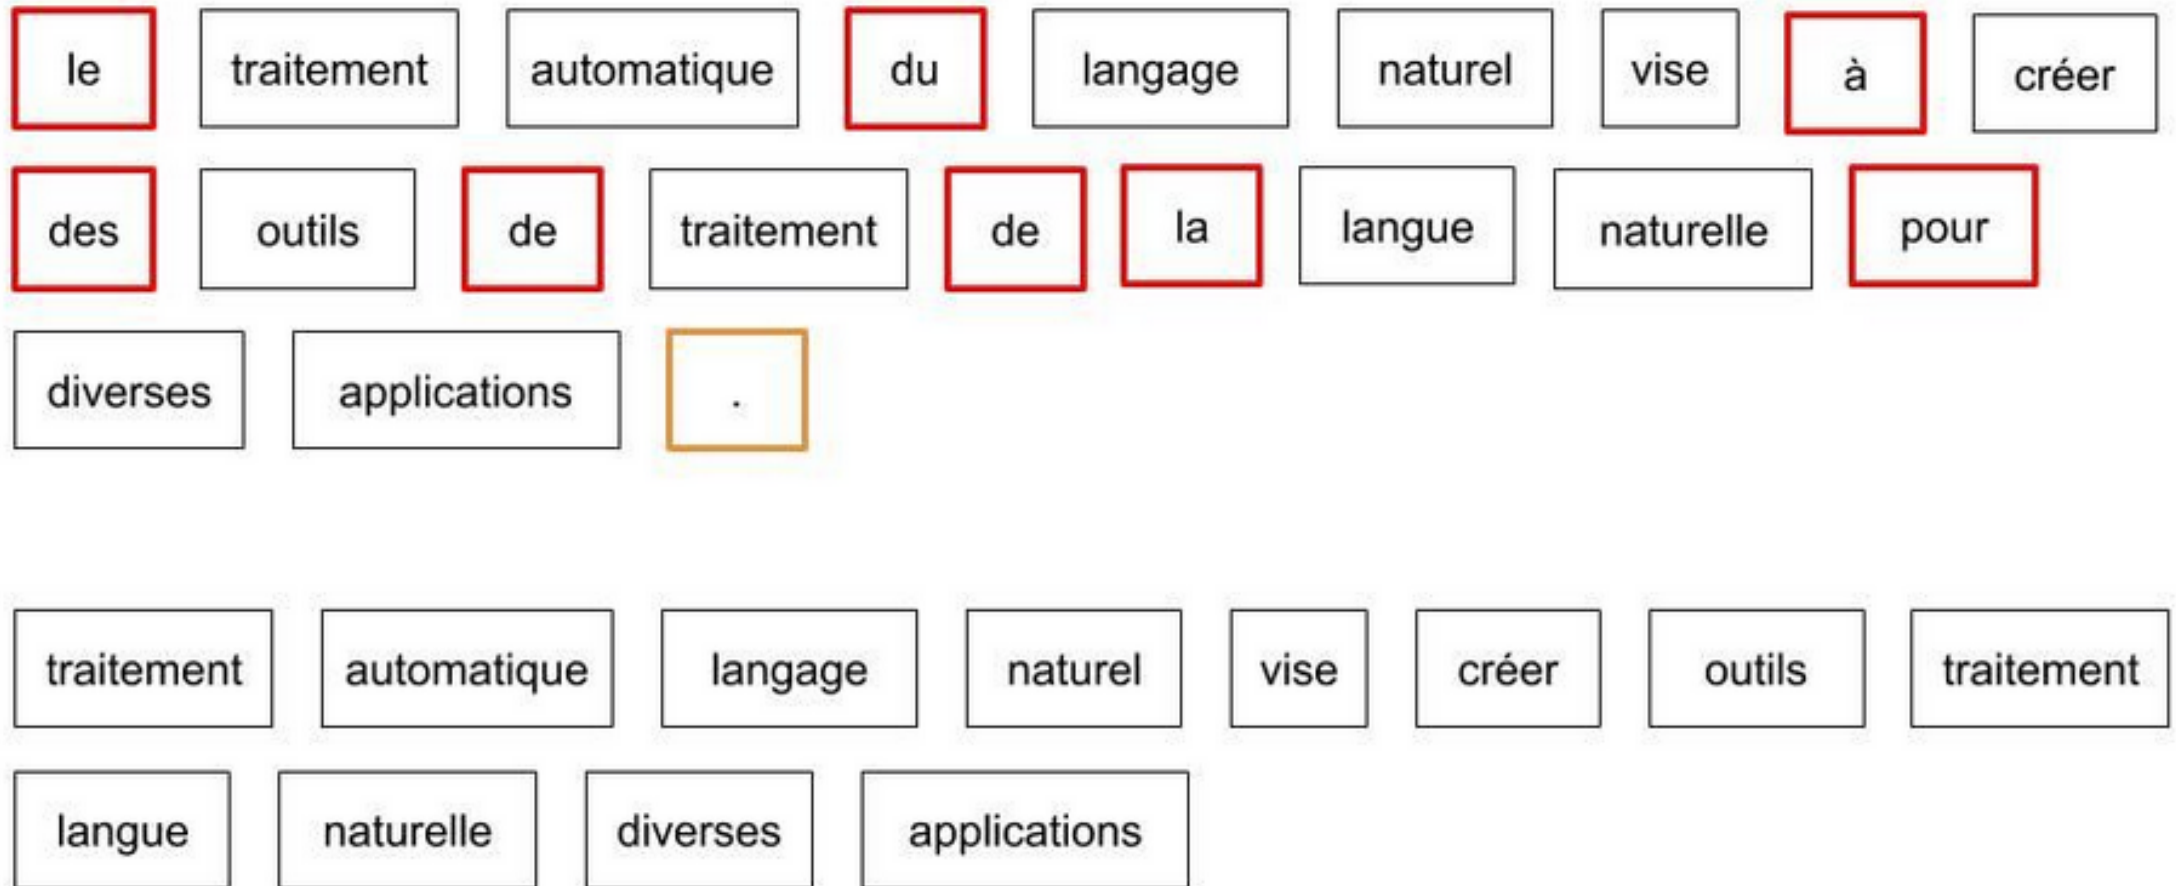 le traitement automatique du langage naturel vise à créer
des outils de traitement de la langue naturelle pour
diverses applications .
traitement automatique langage naturel vise créer outils traitement
langue naturelle diverses applications